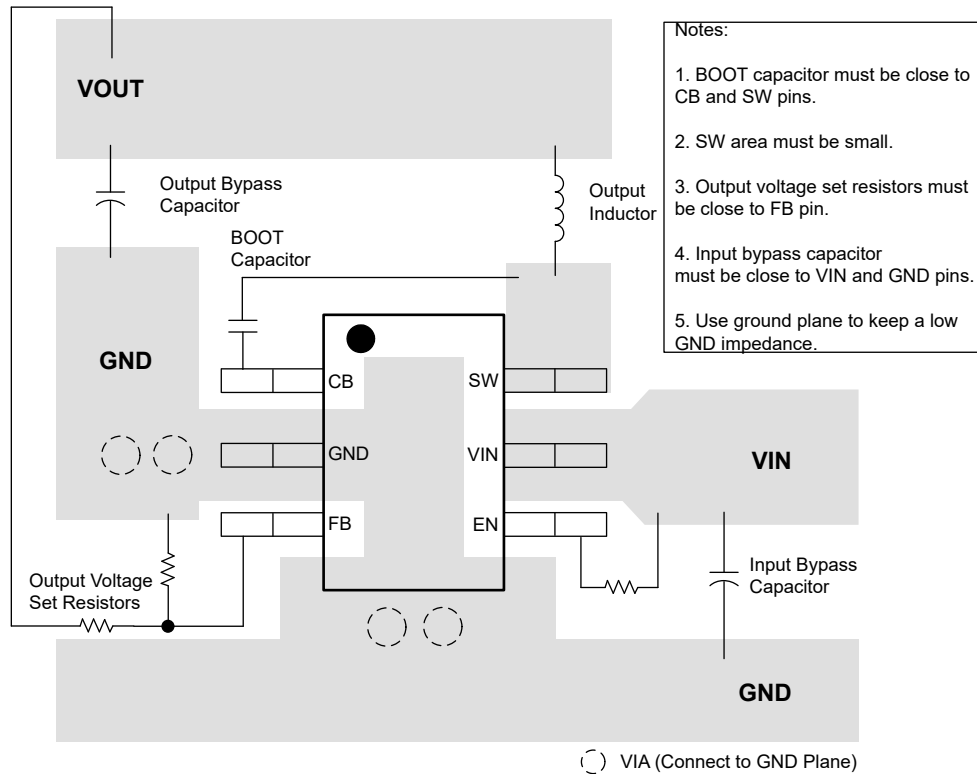 VOUT
Output Bypass
Capacitor
Output
Inductor
BOOT
Capacitor
GND
CB
SW
GND
VIN
FB
EN
VIN
Output Voltage
Set Resistors
Input Bypass
Capacitor
GND
VIA (Connect to GND Plane)
Notes:
1. BOOT capacitor must be close to
CB and SW pins.
2. SW area must be small.
3. Output voltage set resistors must
be close to FB pin.
4. Input bypass capacitor
must be close to VIN and GND pins.
5. Use ground plane to keep a low
GND impedance.